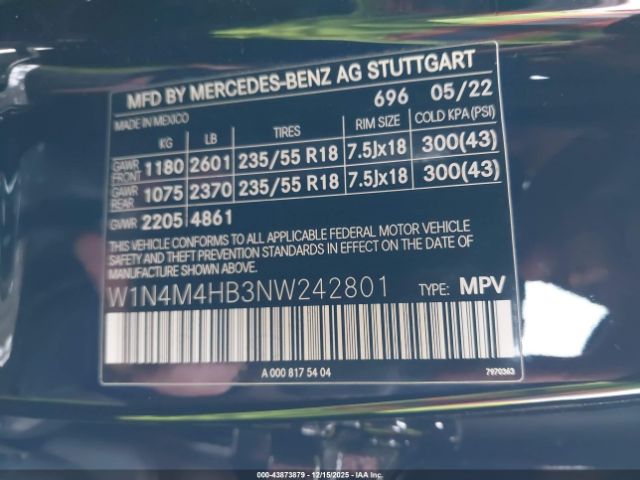 MFD BY MERCEDES-BENZ AG STUTTGART
696 05/22
MADE IN MEXICO
KG LB TIRES RIM SIZE COLD KPA (PSI)
GAWR FRONT 1180 2601 235/55 R18 7.5Jx18 300(43)
GAWR REAR 1075 2370 235/55 R18 7.5Jx18 300(43)
GVWR 2205 4861
THIS VEHICLE CONFORMS TO ALL APPLICABLE FEDERAL MOTOR VEHICLE
SAFETY AND THEFT PREVENTION STANDARDS IN EFFECT ON THE DATE OF
MANUFACTURE SHOWN ABOVE.
W1N4M4HB3NW242801 TYPE: MPV
A 000 817 54 04 7970363
000-43873879 - 12/15/2025 - IAA Inc.